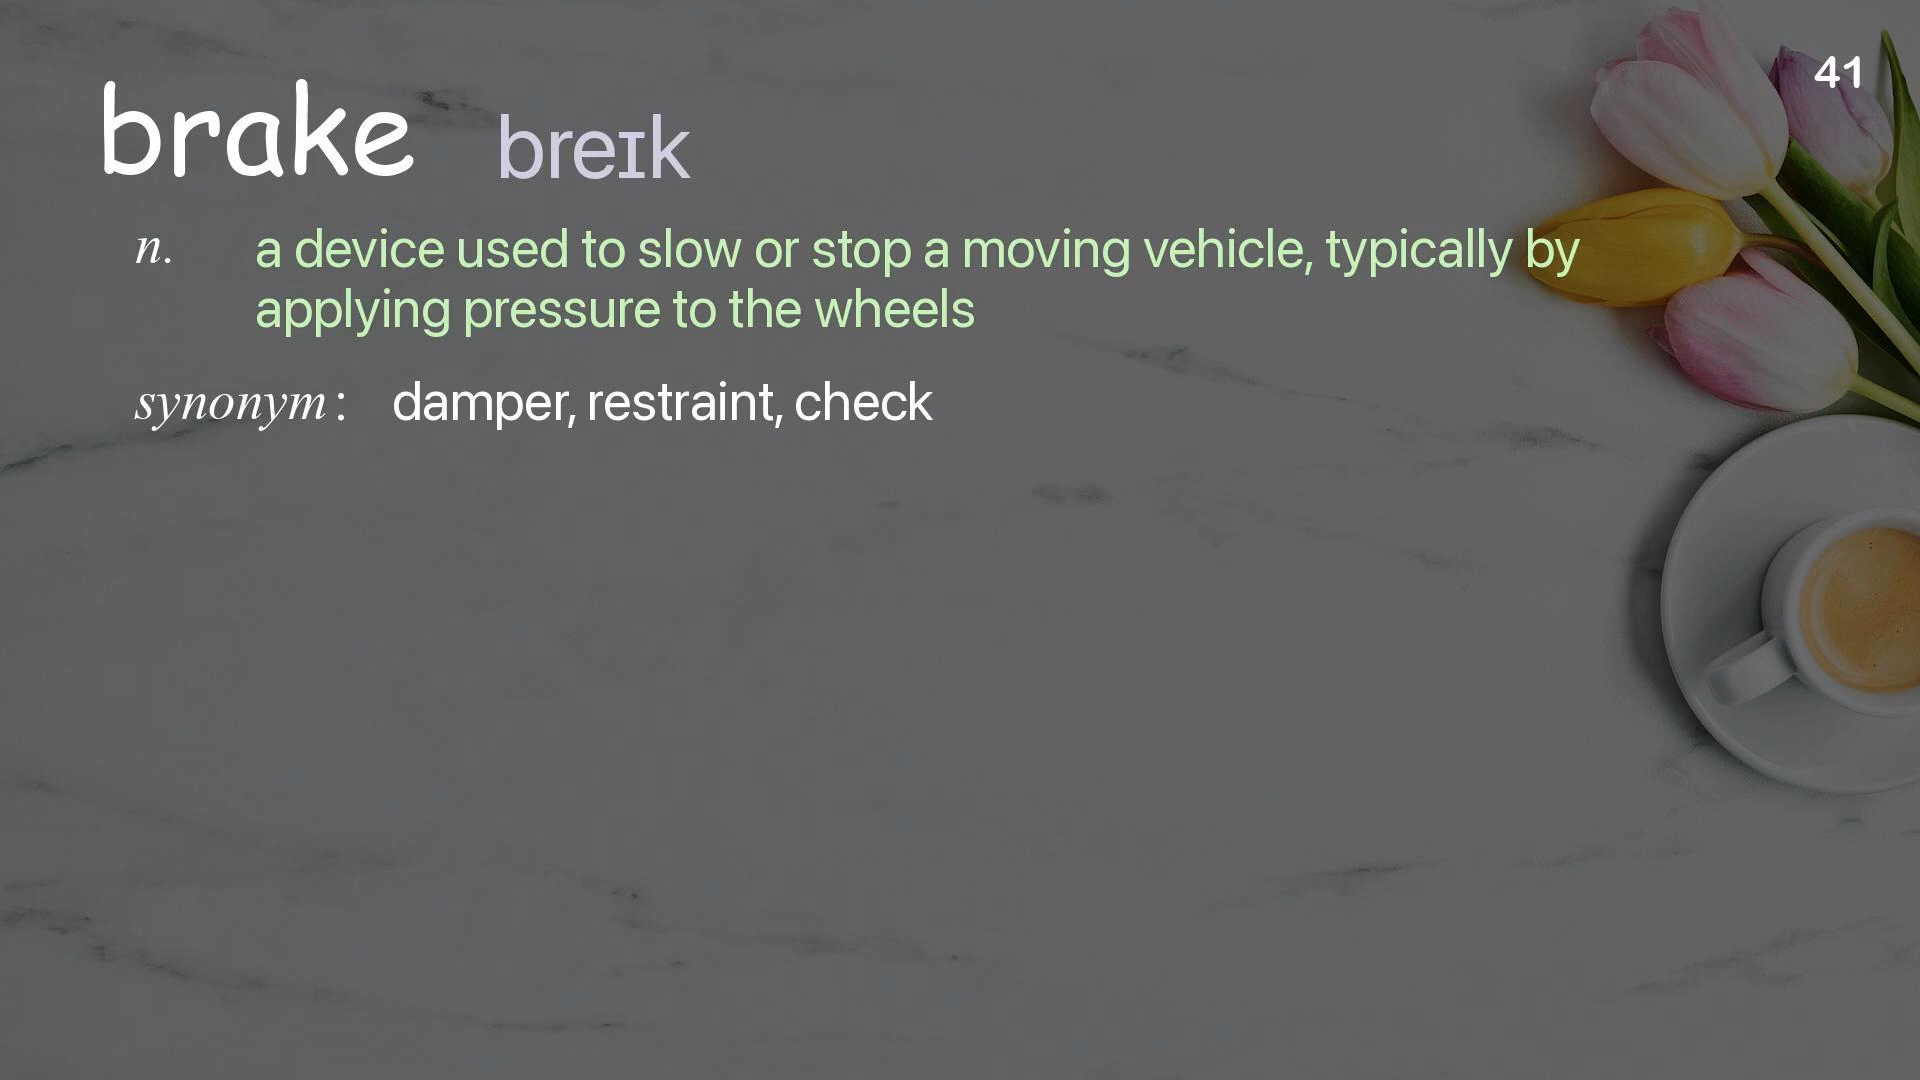 41
brake breɪk
n. a device used to slow or stop a moving vehicle, typically by
applying pressure to the wheels
synonym: damper, restraint, check